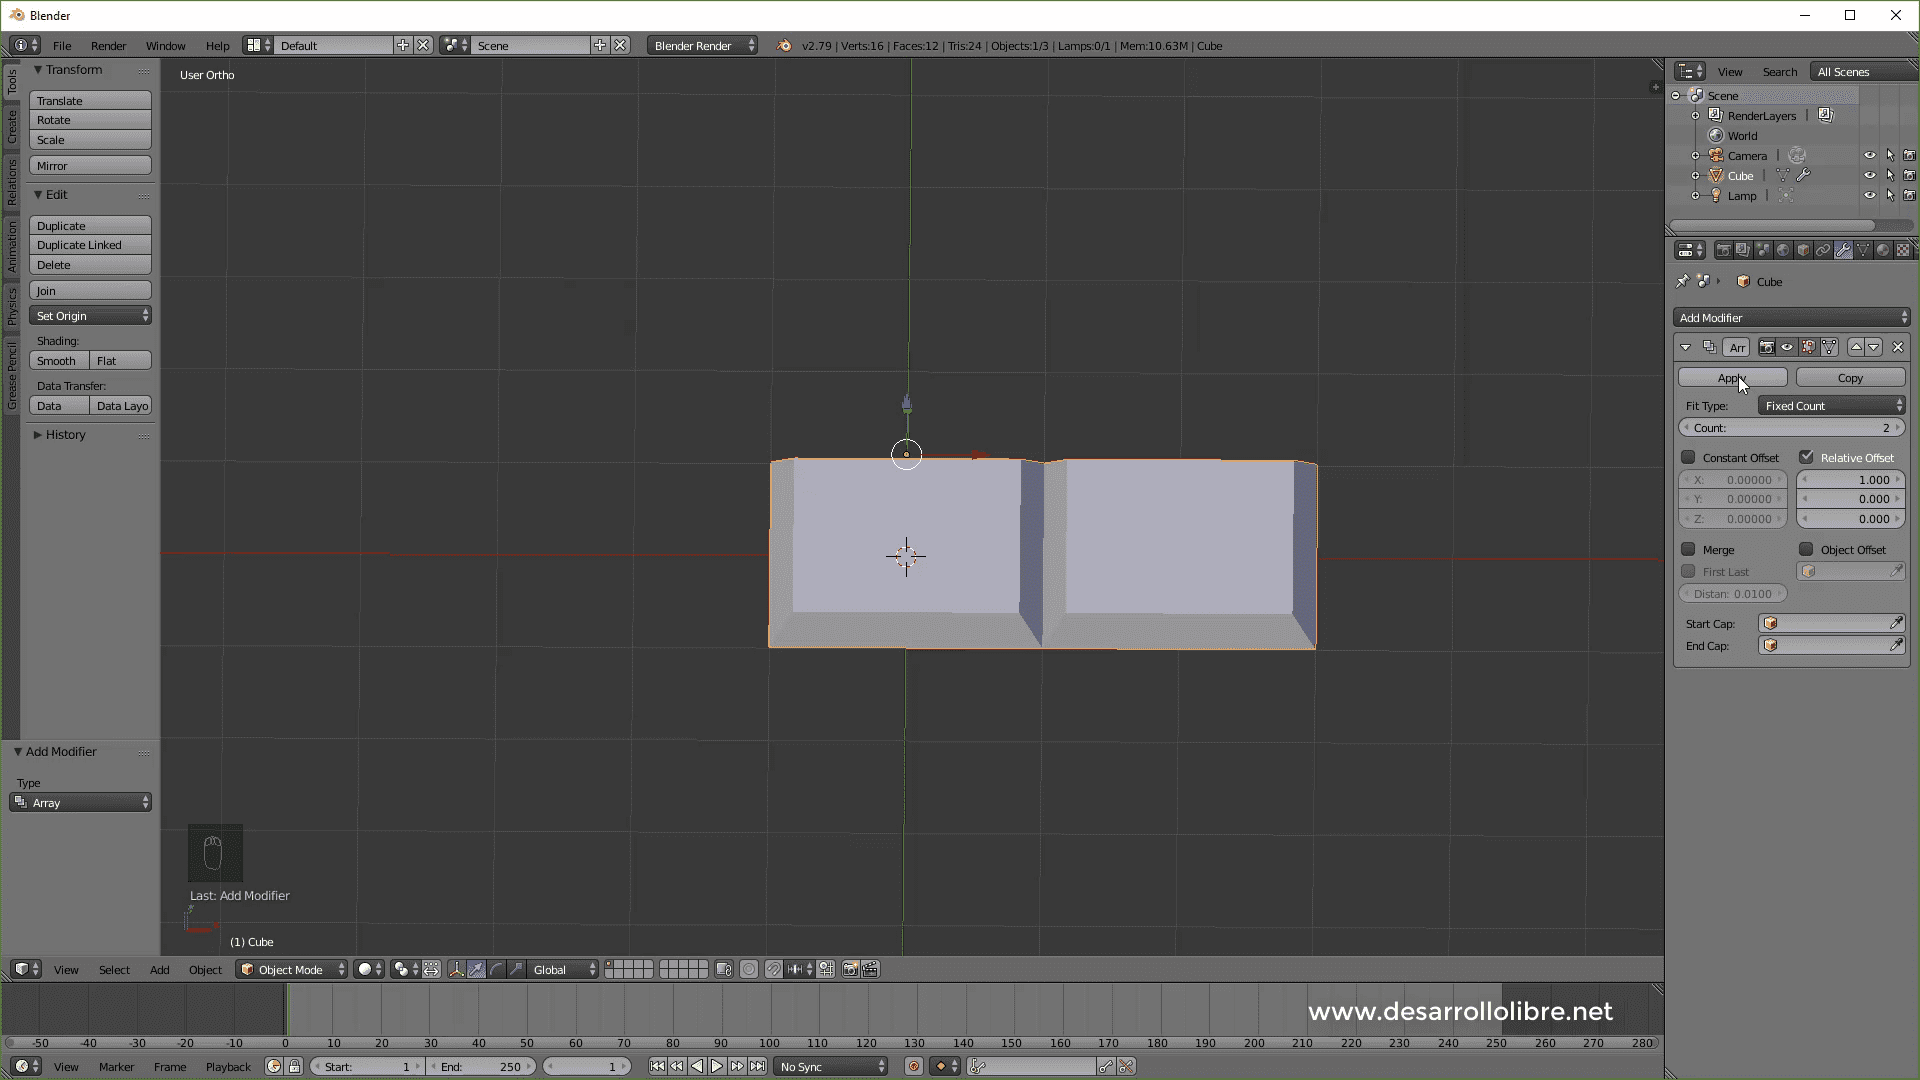 Blender
File Render Window Help Default Scene Blender Render v2.79 | Verts:16 | Faces:12 | Tris:24 | Objects:1/3 | Lamps:0/1 | Mem:10.63M | Cube
Tools
Create
Relations
Animation
Physics
Grease Pencil
Transform
Translate
Rotate
Scale
Mirror
Edit
Duplicate
Duplicate Linked
Delete
Join
Set Origin
Shading:
Smooth Flat
Data Transfer:
Data Data Layo
History
Add Modifier
Type
Array
User Ortho
Last: Add Modifier
(1) Cube
View Search All Scenes
Scene
RenderLayers
World
Camera
Cube
Lamp
Cube
Add Modifier
Arr
Apply Copy
Fit Type: Fixed Count
Count: 2
Constant Offset Relative Offset
X: 0.00000 1.000
Y: 0.00000 0.000
Z: 0.00000 0.000
Merge Object Offset
First Last
Distan: 0.0100
Start Cap:
End Cap:
View Select Add Object Object Mode Global
www.desarrollolibre.net
-50 -40 -30 -20 -10 0 10 20 30 40 50 60 70 80 90 100 110 120 130 140 150 160 170 180 190 200 210 220 230 240 250 260 270 280
View Marker Frame Playback Start: 1 End: 250 1 No Sync